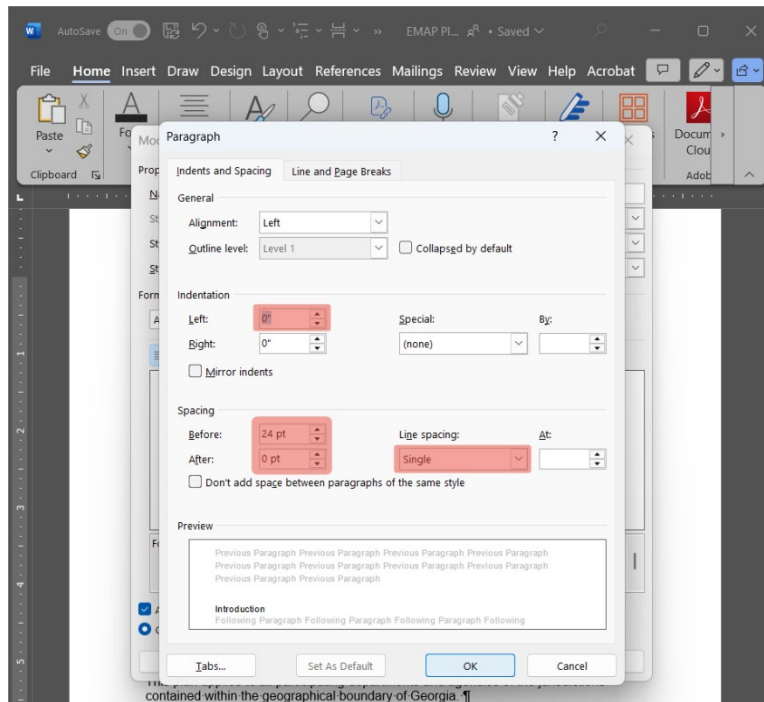 AutoSave On EMAP Pl... • Saved
File Home Insert Draw Design Layout References Mailings Review View Help Acrobat
Paste
Clipboard
Docum
Clou
Adob
Paragraph ? X
Indents and Spacing Line and Page Breaks
General
Alignment: Left
Outline level: Level 1 Collapsed by default
Indentation
Left: 0" Special: By:
Right: 0" (none)
Mirror indents
Spacing
Before: 24 pt Line spacing: At:
After: 0 pt Single
Don't add space between paragraphs of the same style
Preview
Previous Paragraph Previous Paragraph Previous Paragraph Previous Paragraph
Previous Paragraph Previous Paragraph Previous Paragraph Previous Paragraph
Previous Paragraph Previous Paragraph
Introduction
Following Paragraph Following Paragraph Following Paragraph Following
Tabs... Set As Default OK Cancel
contained within the geographical boundary of Georgia. ¶